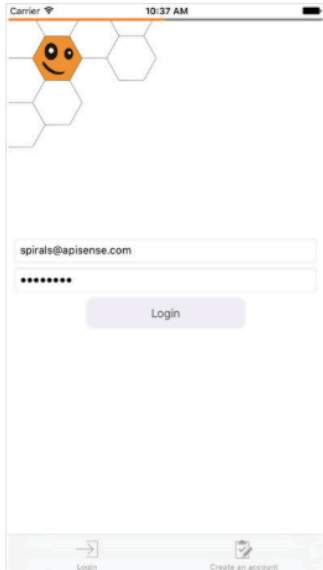 Carrier 10:37 AM
spirals@apisense.com
••••••••
Login
Login Create an account